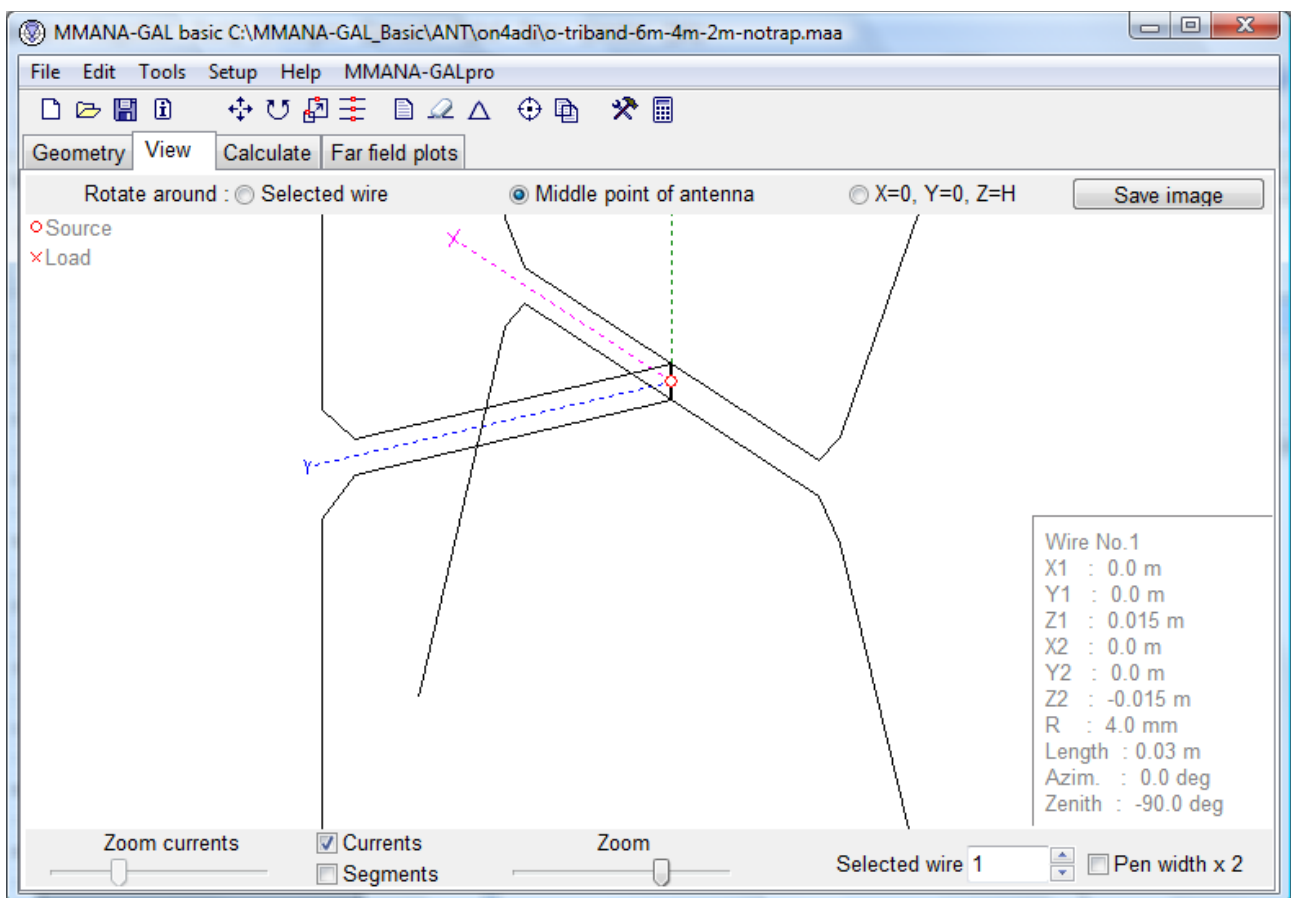 MMANA-GAL basic C:\MMANA-GAL_Basic\ANT\on4adi\o-triband-6m-4m-2m-notrap.maa
File Edit Tools Setup Help MMANA-GALpro
Geometry View Calculate Far field plots
Rotate around : Selected wire Middle point of antenna X=0, Y=0, Z=H Save image
Source
Load
X
Y
Wire No.1
X1 : 0.0 m
Y1 : 0.0 m
Z1 : 0.015 m
X2 : 0.0 m
Y2 : 0.0 m
Z2 : -0.015 m
R : 4.0 mm
Length : 0.03 m
Azim. : 0.0 deg
Zenith : -90.0 deg
Zoom currents Currents Zoom
Segments
Selected wire 1 Pen width x 2